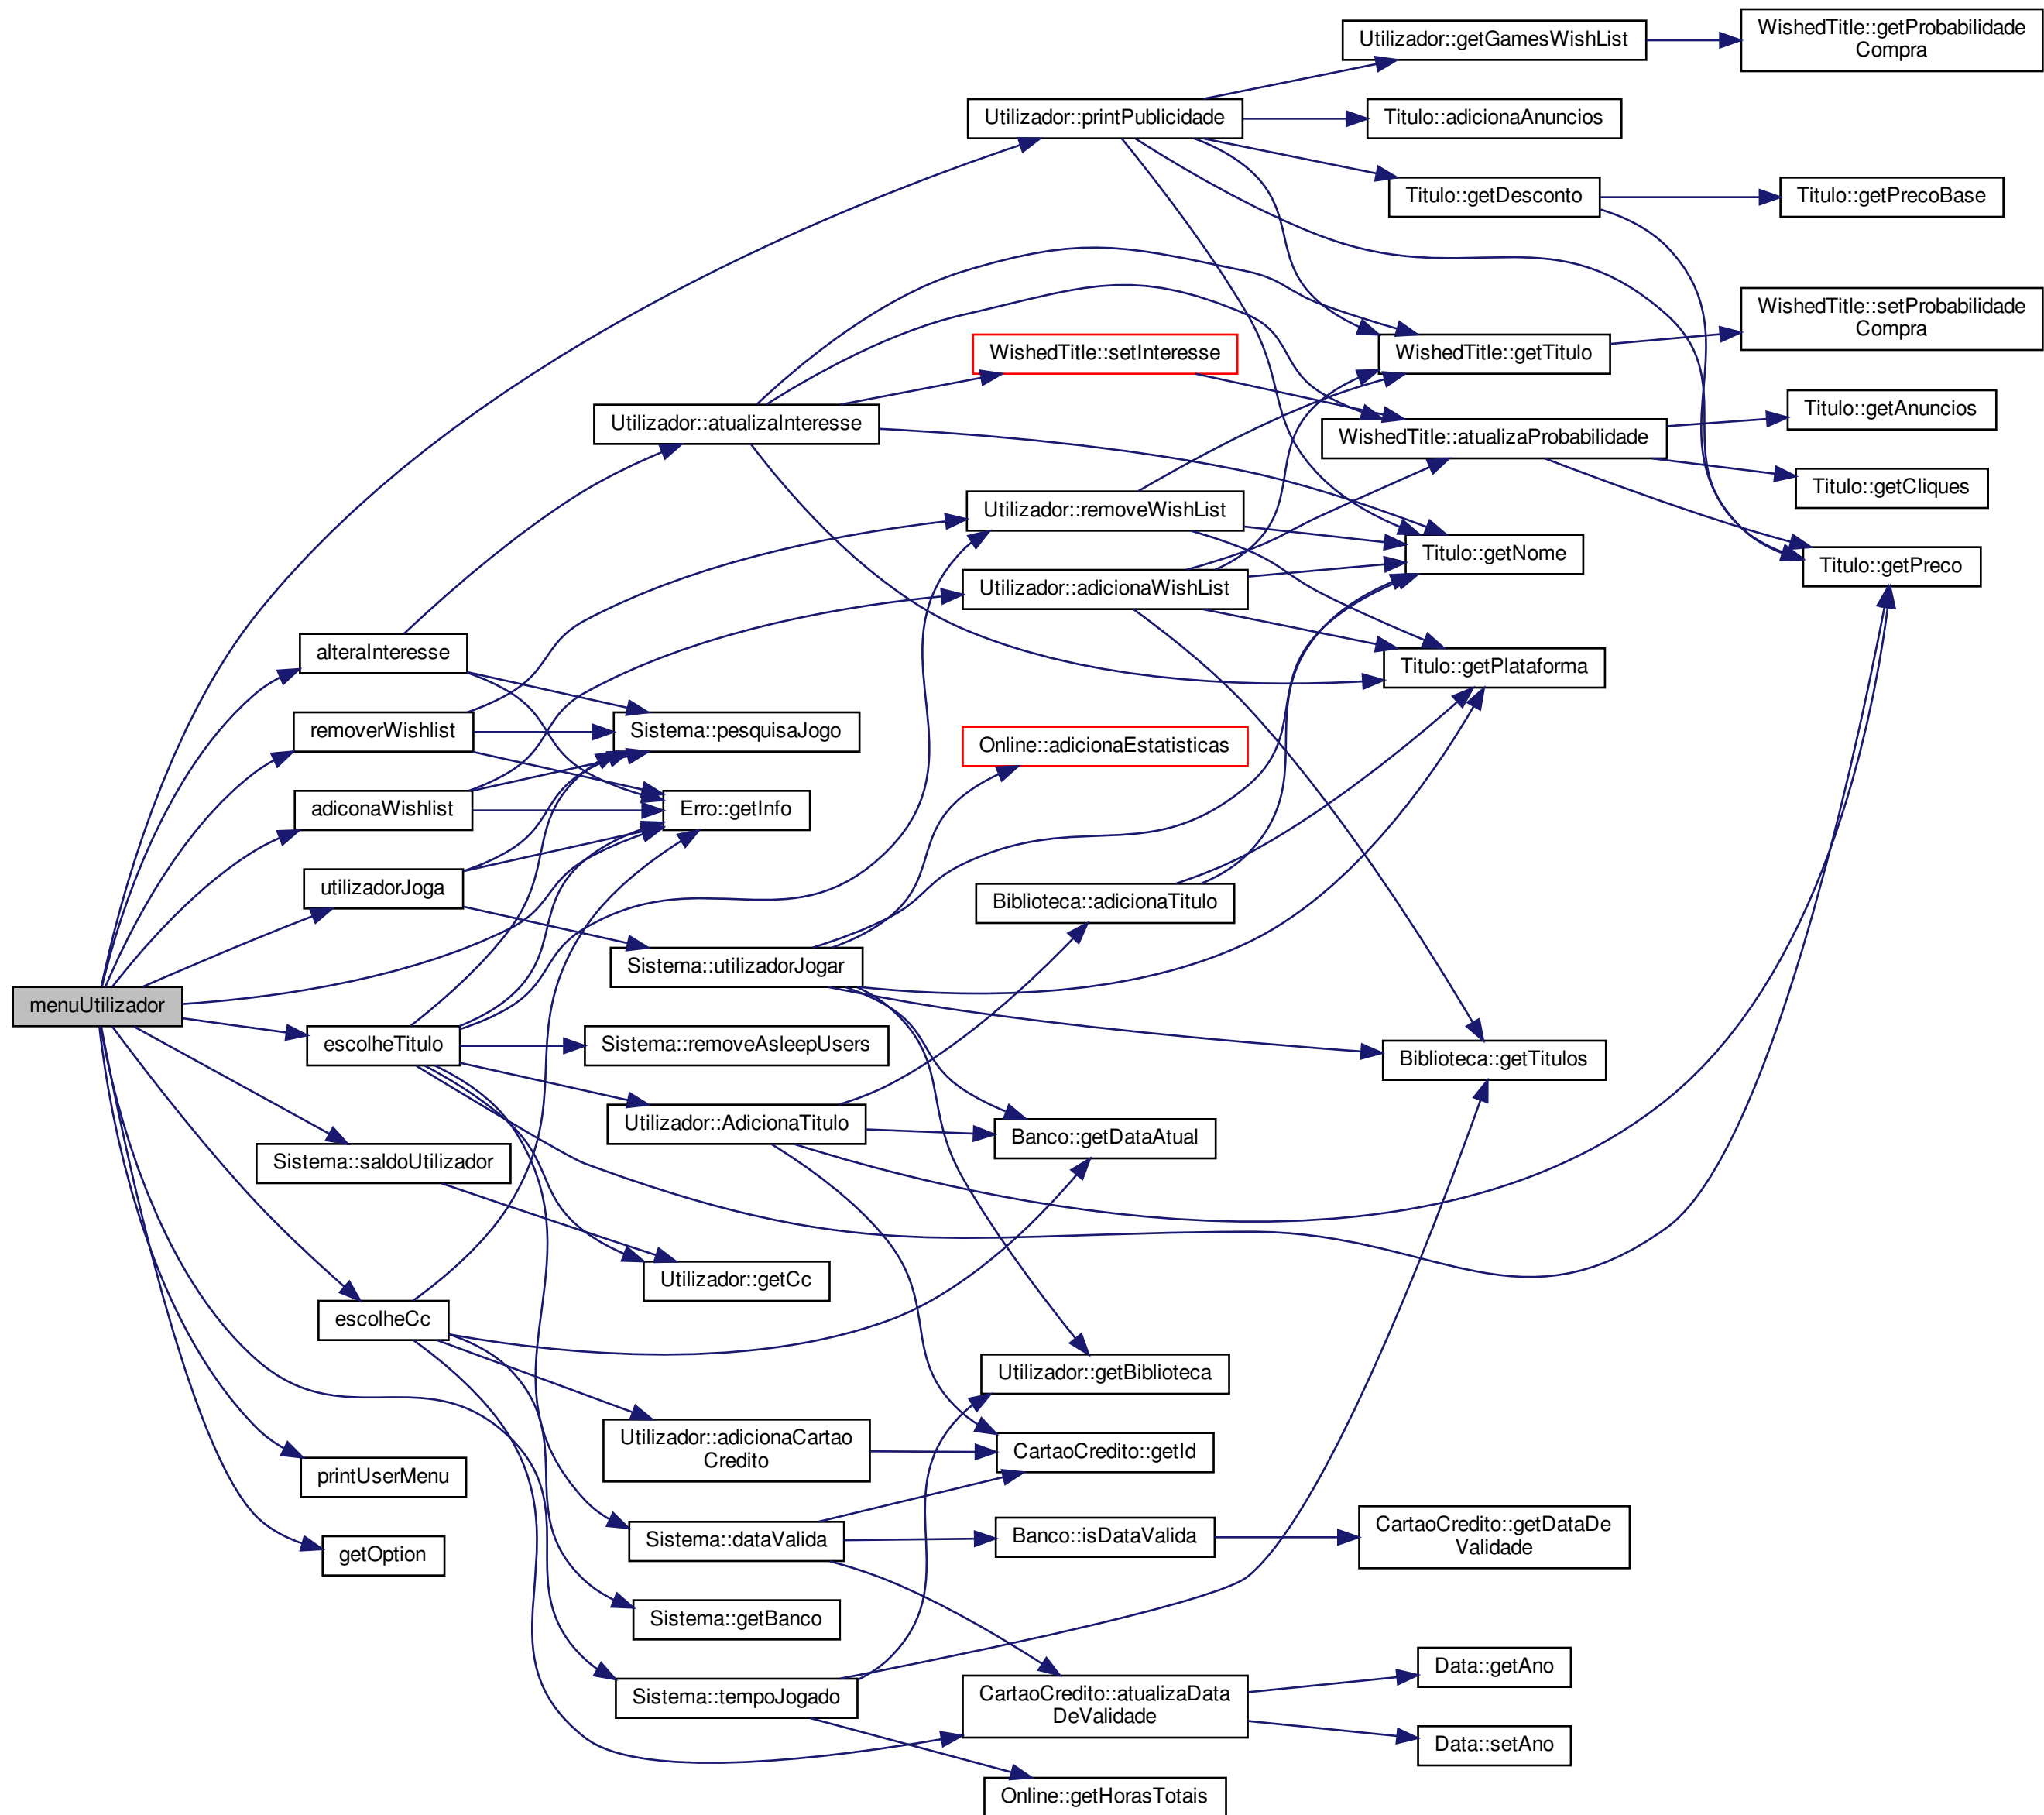 menuUtilizador
alteraInteresse
removerWishlist
adiconaWishlist
utilizadorJoga
escolheTitulo
Sistema::saldoUtilizador
escolheCc
printUserMenu
getOption
Utilizador::atualizaInteresse
Sistema::pesquisaJogo
Erro::getInfo
Sistema::utilizadorJogar
Sistema::removeAsleepUsers
Utilizador::AdicionaTitulo
Utilizador::getCc
Utilizador::adicionaCartao
Credito
Sistema::dataValida
Sistema::getBanco
Sistema::tempoJogado
Utilizador::printPublicidade
WishedTitle::setInteresse
Utilizador::removeWishList
Utilizador::adicionaWishList
Online::adicionaEstatisticas
Biblioteca::adicionaTitulo
Banco::getDataAtual
Utilizador::getBiblioteca
CartaoCredito::getId
Banco::isDataValida
CartaoCredito::atualizaData
DeValidade
Online::getHorasTotais
Utilizador::getGamesWishList
Titulo::adicionaAnuncios
Titulo::getDesconto
WishedTitle::getTitulo
WishedTitle::atualizaProbabilidade
Titulo::getNome
Titulo::getPlataforma
Biblioteca::getTitulos
CartaoCredito::getDataDe
Validade
Data::getAno
Data::setAno
WishedTitle::getProbabilidade
Compra
Titulo::getPrecoBase
WishedTitle::setProbabilidade
Compra
Titulo::getAnuncios
Titulo::getCliques
Titulo::getPreco